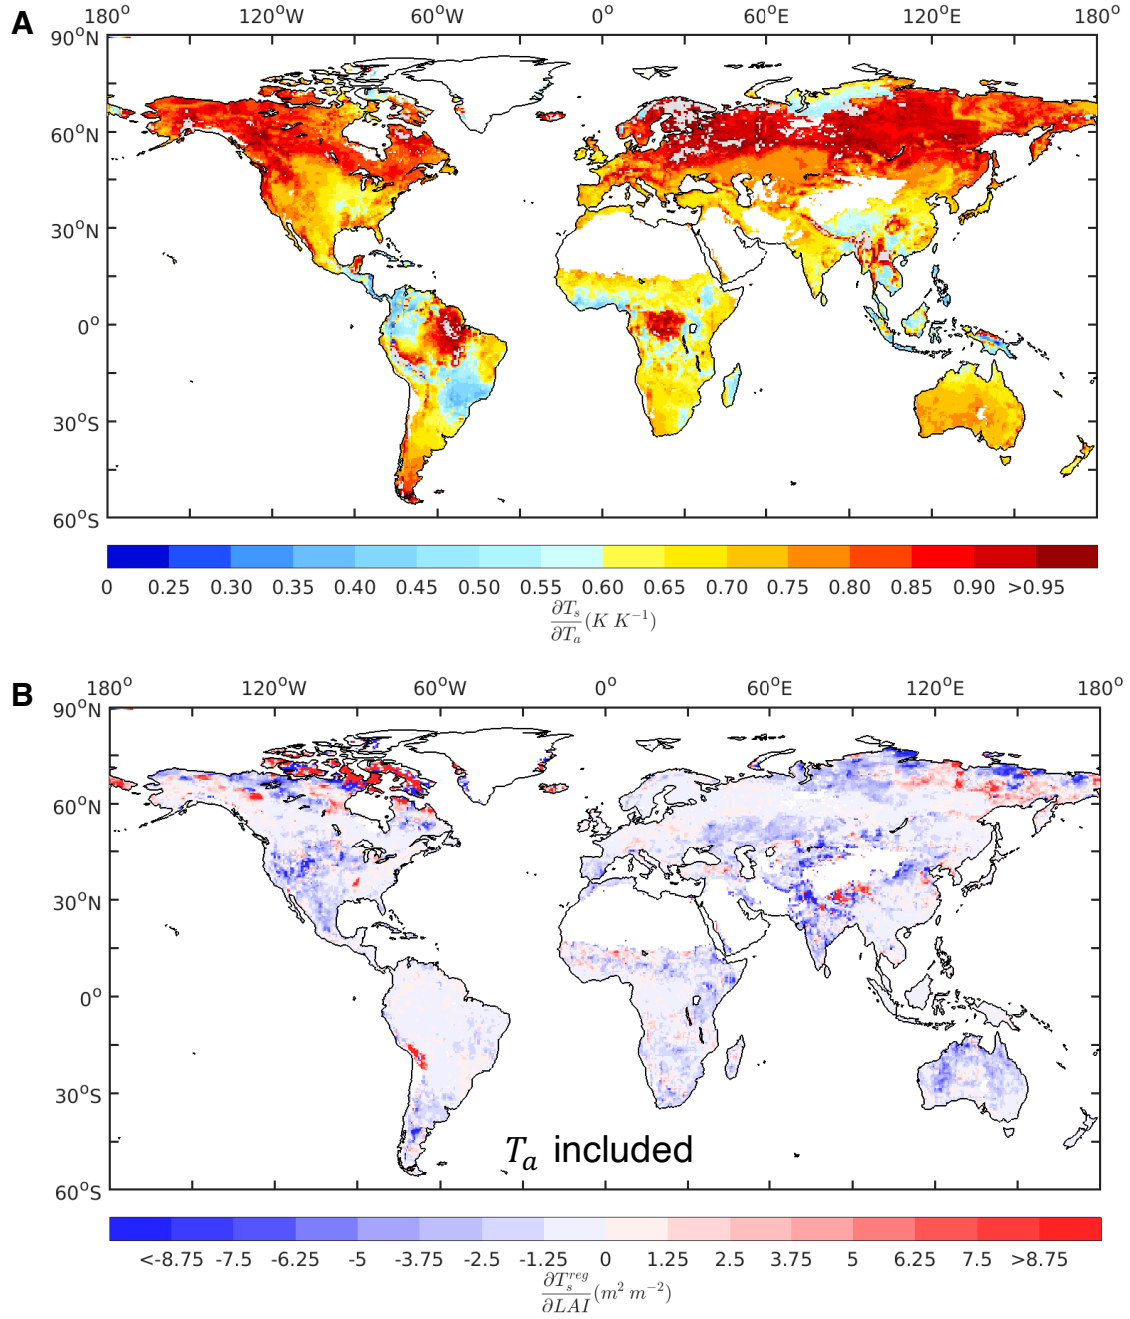 A
180° 120°W 60°W 0° 60°E 120°E 180°
90°N
60°N
30°N
0°
30°S
60°S
0 0.25 0.30 0.35 0.40 0.45 0.50 0.55 0.60 0.65 0.70 0.75 0.80 0.85 0.90 >0.95
∂Ts/∂Ta (K K⁻¹)
B
180° 120°W 60°W 0° 60°E 120°E 180°
90°N
60°N
30°N
0°
30°S
Ta included
60°S
<-8.75 -7.5 -6.25 -5 -3.75 -2.5 -1.25 0 1.25 2.5 3.75 5 6.25 7.5 >8.75
∂Ts^reg/∂LAI (m² m⁻²)